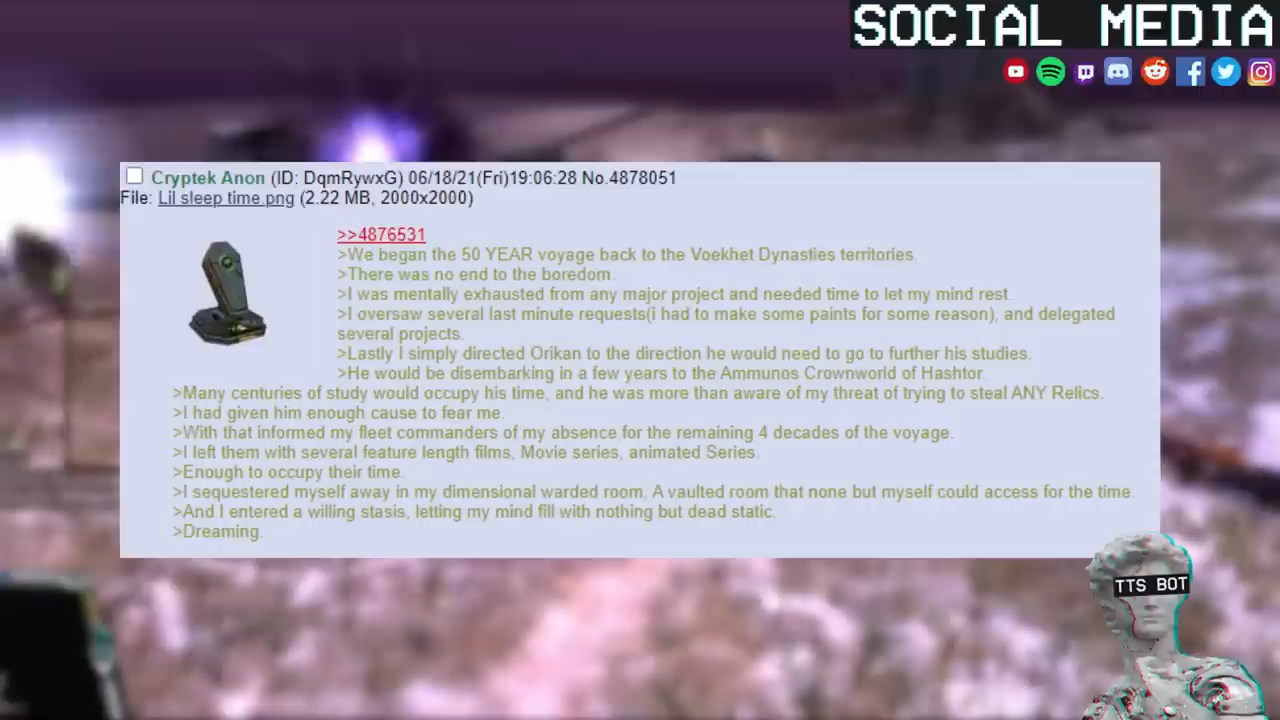 SOCIAL MEDIA
Cryptek Anon (ID: DqmRywxG) 06/18/21(Fri)19:06:28 No.4878051
File: Lil sleep time.png (2.22 MB, 2000x2000)
>>4876531
>We began the 50 YEAR voyage back to the Voekhet Dynasties territories.
>There was no end to the boredom.
>I was mentally exhausted from any major project and needed time to let my mind rest.
>I oversaw several last minute requests(i had to make some paints for some reason), and delegated
several projects.
>Lastly I simply directed Orikan to the direction he would need to go to further his studies.
>He would be disembarking in a few years to the Ammunos Crownworld of Hashtor.
>Many centuries of study would occupy his time, and he was more than aware of my threat of trying to steal ANY Relics.
>I had given him enough cause to fear me.
>With that informed my fleet commanders of my absence for the remaining 4 decades of the voyage.
>I left them with several feature length films, Movie series, animated Series.
>Enough to occupy their time.
>I sequestered myself away in my dimensional warded room, A vaulted room that none but myself could access for the time.
>And I entered a willing stasis, letting my mind fill with nothing but dead static.
>Dreaming.
TTS BOT